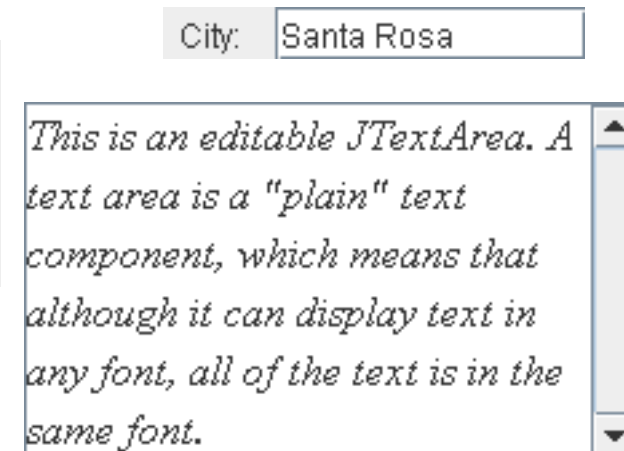 City: Santa Rosa
This is an editable JTextArea. A
text area is a "plain" text
component, which means that
although it can display text in
any font, all of the text is in the
same font.